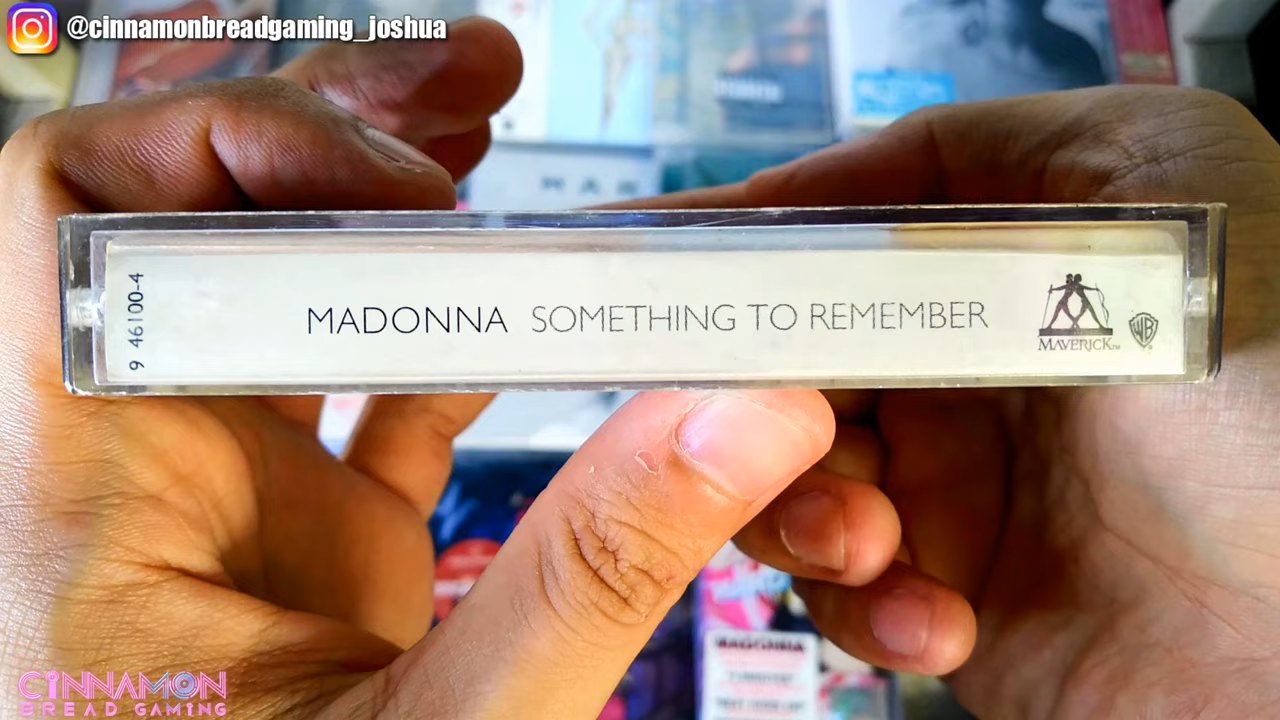 @cinnamonbreadgaming_joshua
9 46100-4
MADONNA SOMETHING TO REMEMBER
MAVERICK
WB
MADONNA
CINNAMON
BREAD GAMING